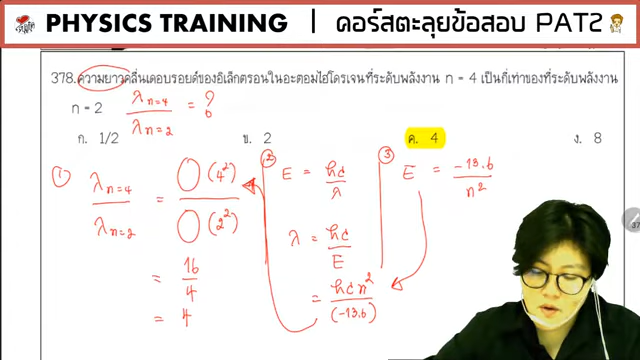 PHYSICS TRAINING
คอร์สตะลุยข้อสอบ PAT2
378. ความยาวคลื่นเดอบรอยด์ของอิเล็กตรอนในอะตอมไฮโดรเจนที่ระดับพลังงาน n = 4 เป็นกี่เท่าของที่ระดับพลังงาน
n = 2
λn=4 / λn=2 = ?
ก. 1/2
ข. 2
ค. 4
ง. 8
① λn=4 / λn=2 = (4²) / (2²)
= 16/4
= 4
② E = hc/λ
λ = hc/E
= hcn²/(-13.6)
③ E = -13.6/n²